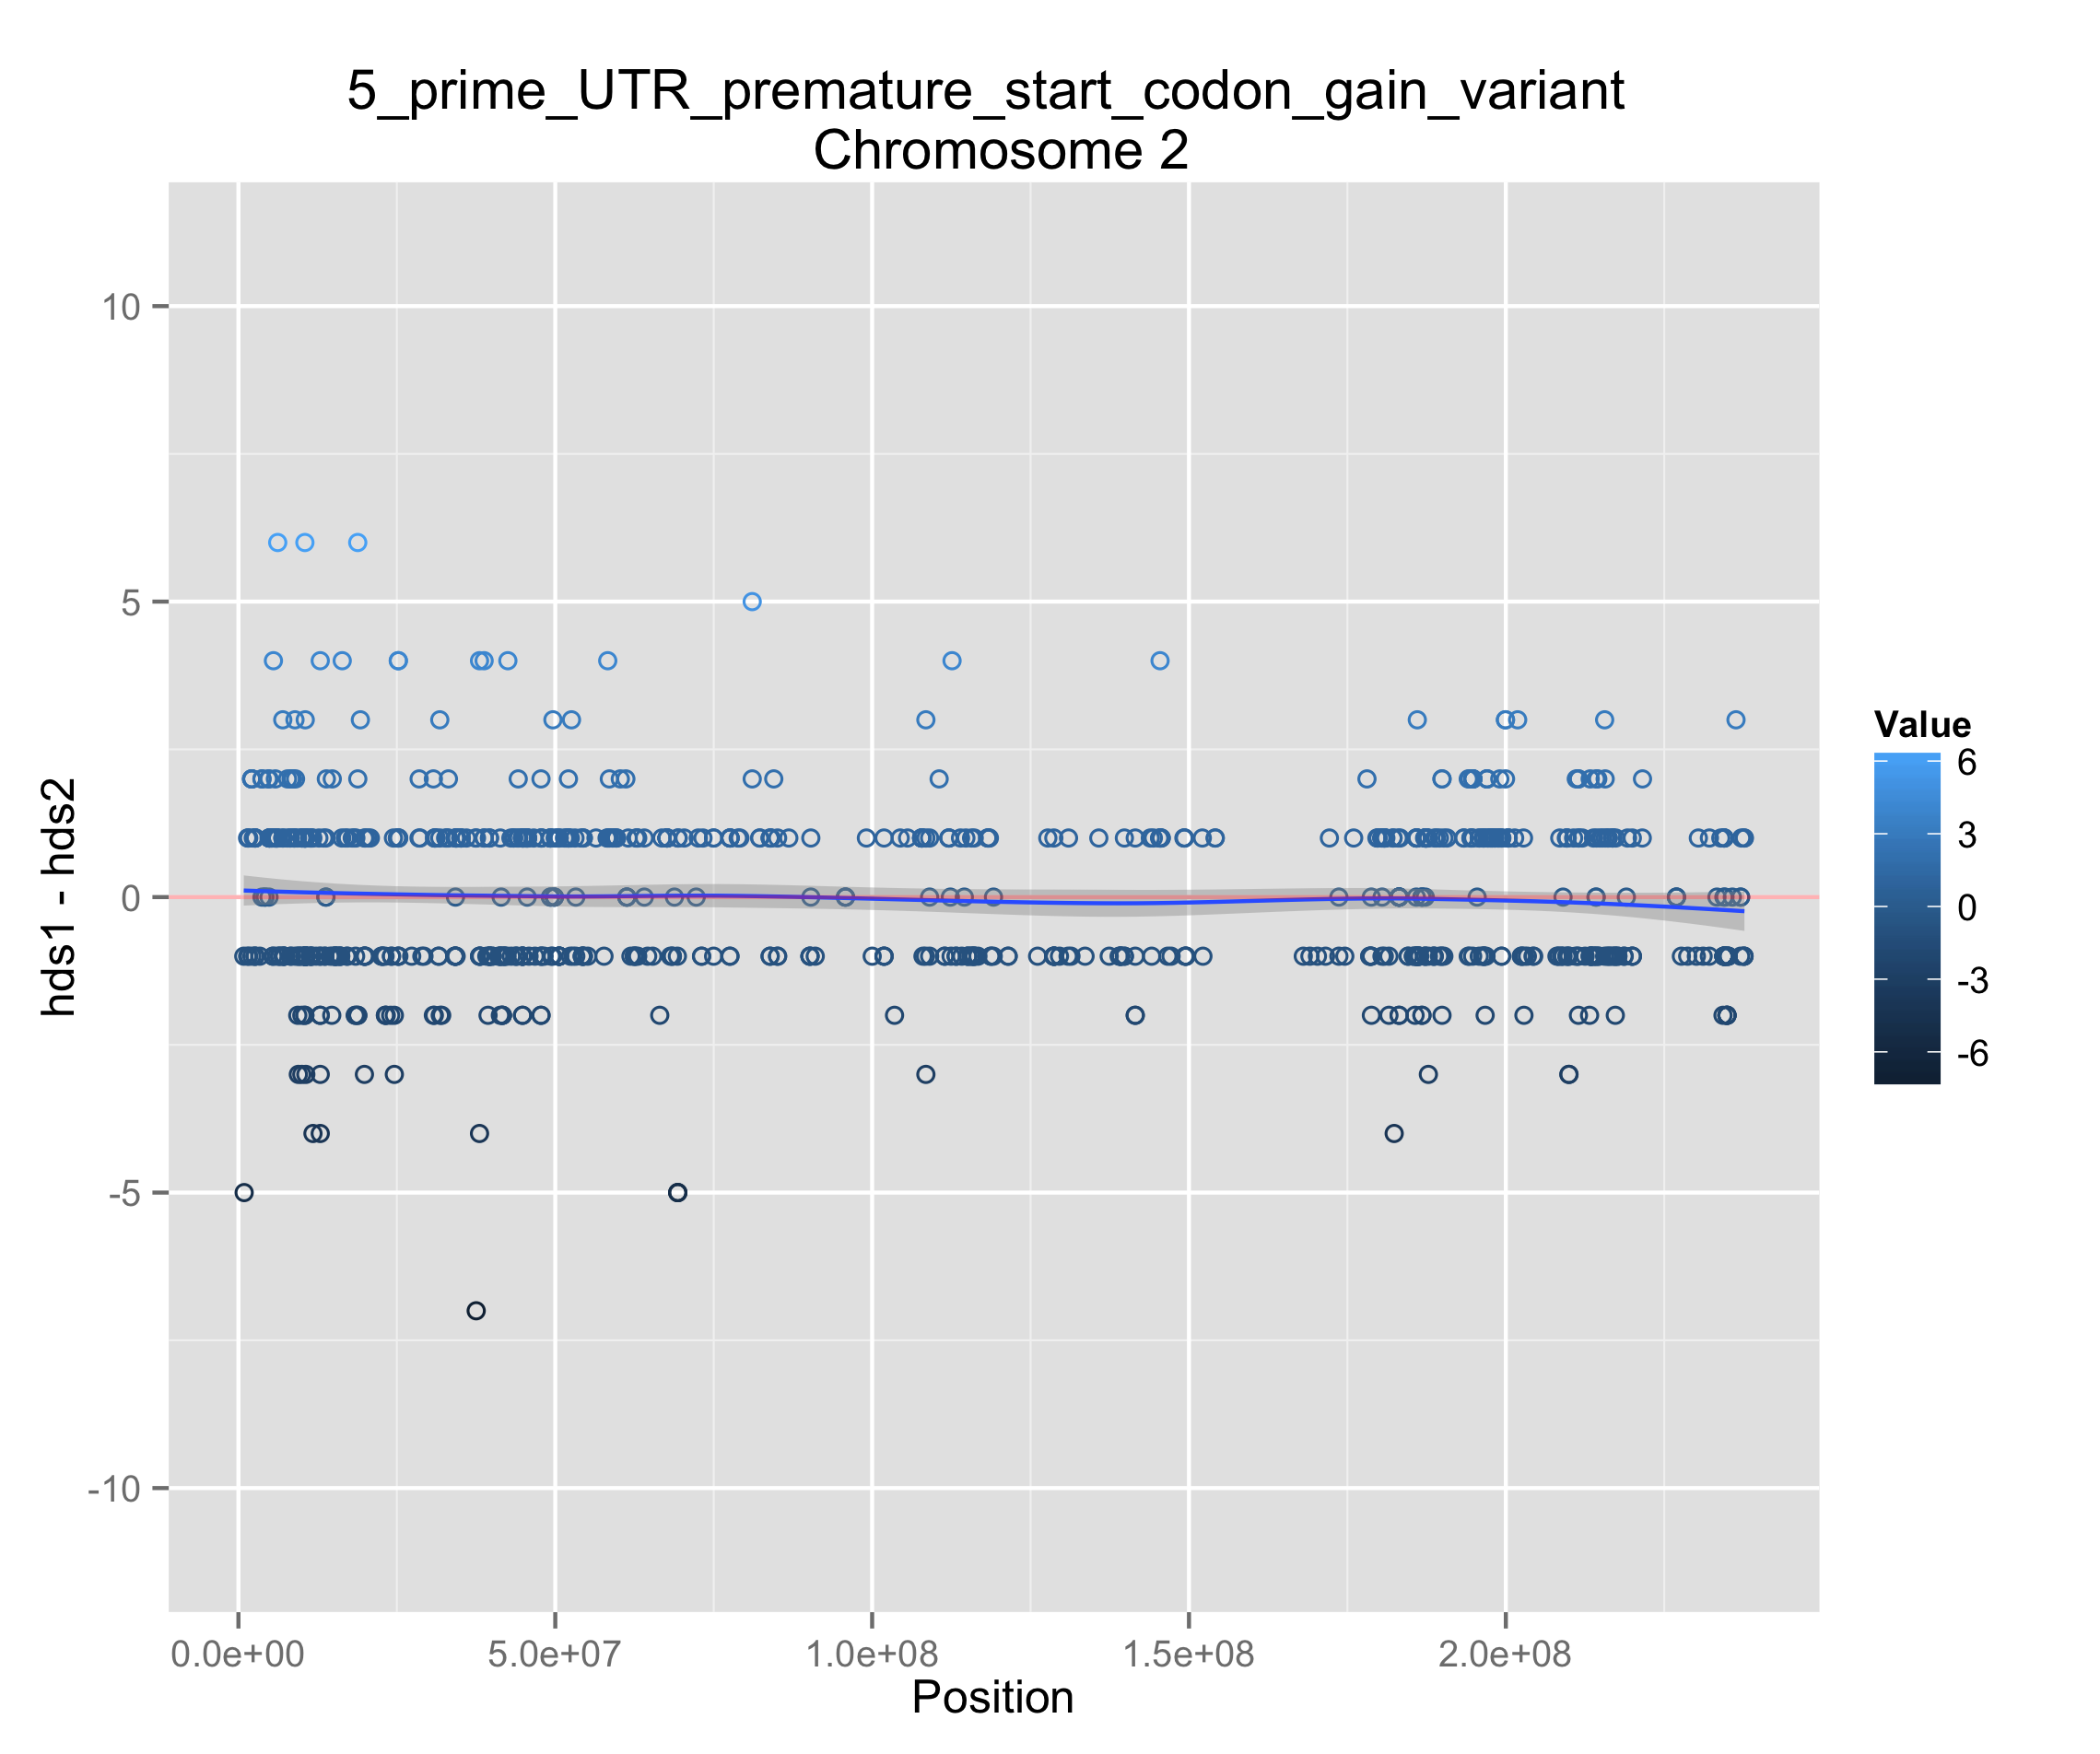 5_prime_UTR_premature_start_codon_gain_variant
Chromosome 2
hds1 - hds2
10
5
0
-5
-10
0.0e+00 5.0e+07 1.0e+08 1.5e+08 2.0e+08
Position
Value
6
3
0
-3
-6